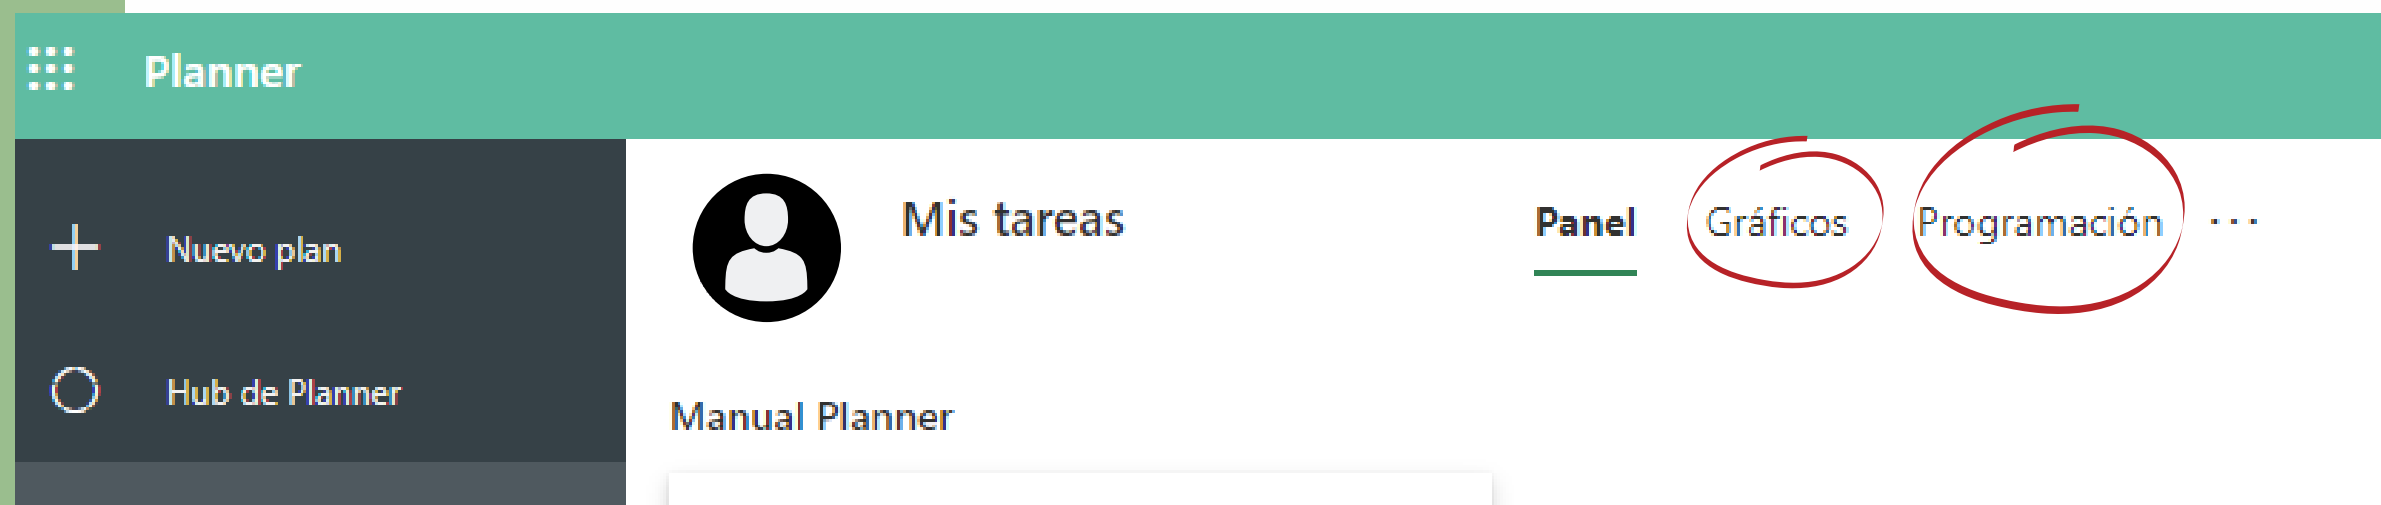 Planner
Nuevo plan
Hub de Planner
Mis tareas
Panel Gráficos Programación ...
Manual Planner